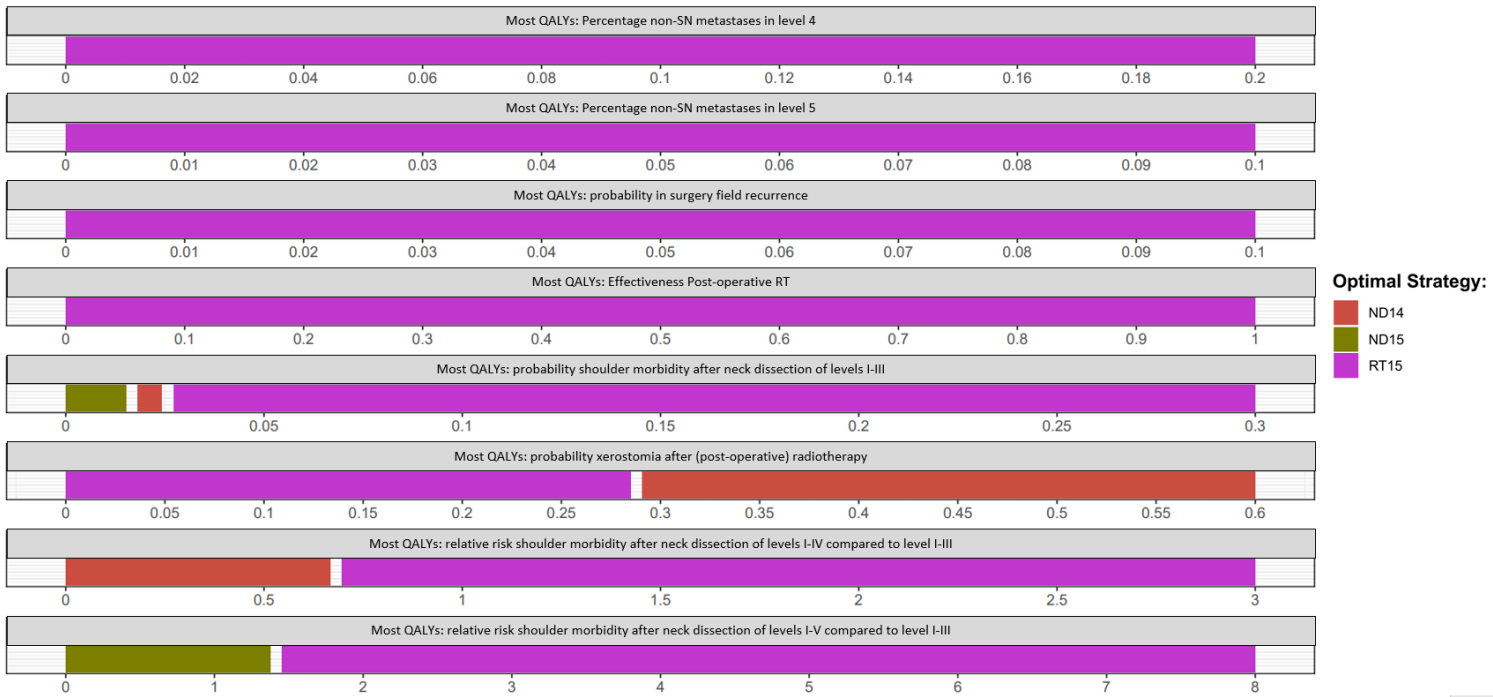 Most QALYs: Percentage non-SN metastases in level 4
0 0.02 0.04 0.06 0.08 0.1 0.12 0.14 0.16 0.18 0.2
Most QALYs: Percentage non-SN metastases in level 5
0 0.01 0.02 0.03 0.04 0.05 0.06 0.07 0.08 0.09 0.1
Most QALYs: probability in surgery field recurrence
0 0.01 0.02 0.03 0.04 0.05 0.06 0.07 0.08 0.09 0.1
Most QALYs: Effectiveness Post-operative RT
0 0.1 0.2 0.3 0.4 0.5 0.6 0.7 0.8 0.9 1
Most QALYs: probability shoulder morbidity after neck dissection of levels I-III
0 0.05 0.1 0.15 0.2 0.25 0.3
Most QALYs: probability xerostomia after (post-operative) radiotherapy
0 0.05 0.1 0.15 0.2 0.25 0.3 0.35 0.4 0.45 0.5 0.55 0.6
Most QALYs: relative risk shoulder morbidity after neck dissection of levels I-IV compared to level I-III
0 0.5 1 1.5 2 2.5 3
Most QALYs: relative risk shoulder morbidity after neck dissection of levels I-V compared to level I-III
0 1 2 3 4 5 6 7 8
Optimal Strategy:
ND14
ND15
RT15